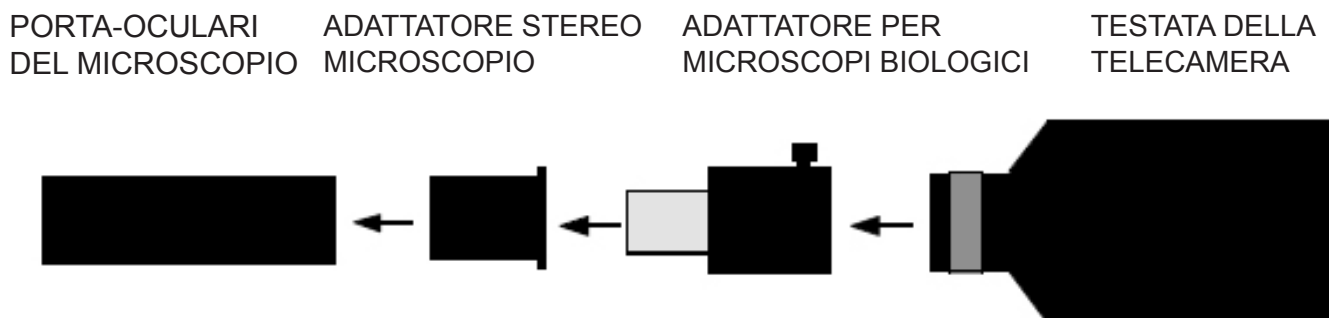 PORTA-OCULARI
DEL MICROSCOPIO
ADATTATORE STEREO
MICROSCOPIO
ADATTATORE PER
MICROSCOPI BIOLOGICI
TESTATA DELLA
TELECAMERA